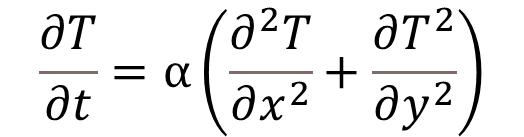 ∂T/∂t = α(∂²T/∂x² + ∂T²/∂y²)